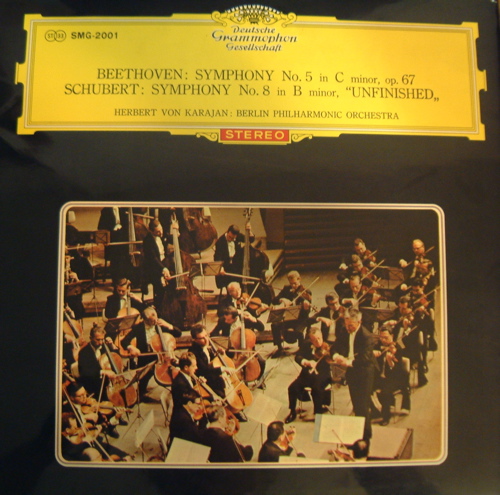 Deutsche
Grammophon
Gesellschaft
SMG-2001
BEETHOVEN: SYMPHONY No. 5 in C minor, op. 67
SCHUBERT: SYMPHONY No. 8 in B minor, “UNFINISHED„
HERBERT VON KARAJAN: BERLIN PHILHARMONIC ORCHESTRA
STEREO